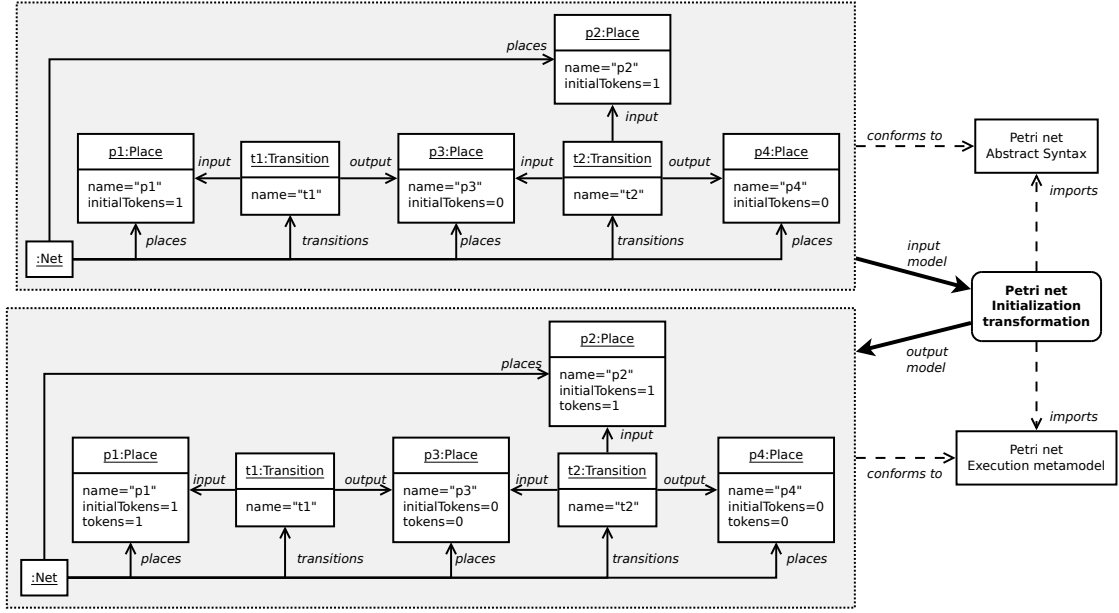 p2:Place
places
name="p2"
initialTokens=1
input
p1:Place
name="p1"
initialTokens=1
input
t1:Transition
name="t1"
output
p3:Place
name="p3"
initialTokens=0
input
t2:Transition
name="t2"
output
p4:Place
name="p4"
initialTokens=0
places
transitions
places
transitions
places
:Net
conforms to
Petri net
Abstract Syntax
imports
input
model
Petri net
Initialization
transformation
output
model
imports
Petri net
Execution metamodel
conforms to
p2:Place
places
name="p2"
initialTokens=1
tokens=1
input
p1:Place
name="p1"
initialTokens=1
tokens=1
input
t1:Transition
name="t1"
output
p3:Place
name="p3"
initialTokens=0
tokens=0
input
t2:Transition
name="t2"
output
p4:Place
name="p4"
initialTokens=0
tokens=0
places
transitions
places
transitions
places
:Net